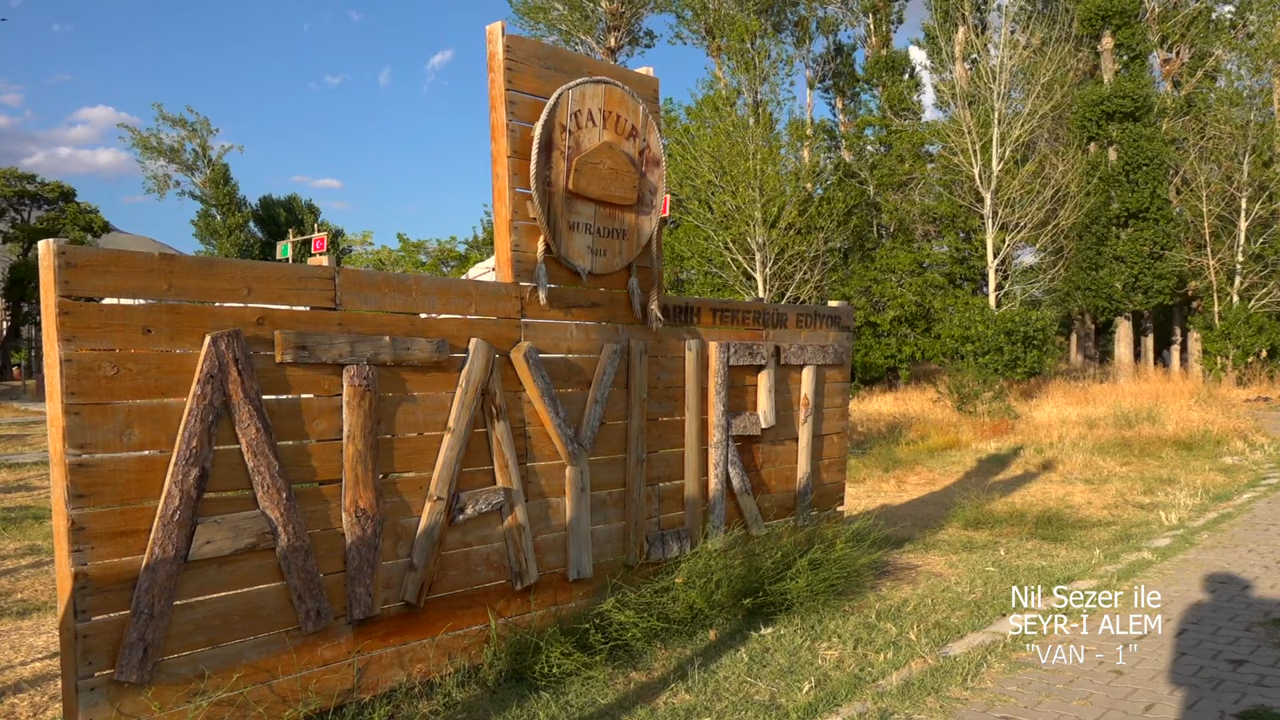 ATAYURT
MURADİYE
TARİH TEKERRÜR EDİYOR...
ATAYURT
Nil Sezer ile
SEYR-İ ALEM
"VAN - 1"